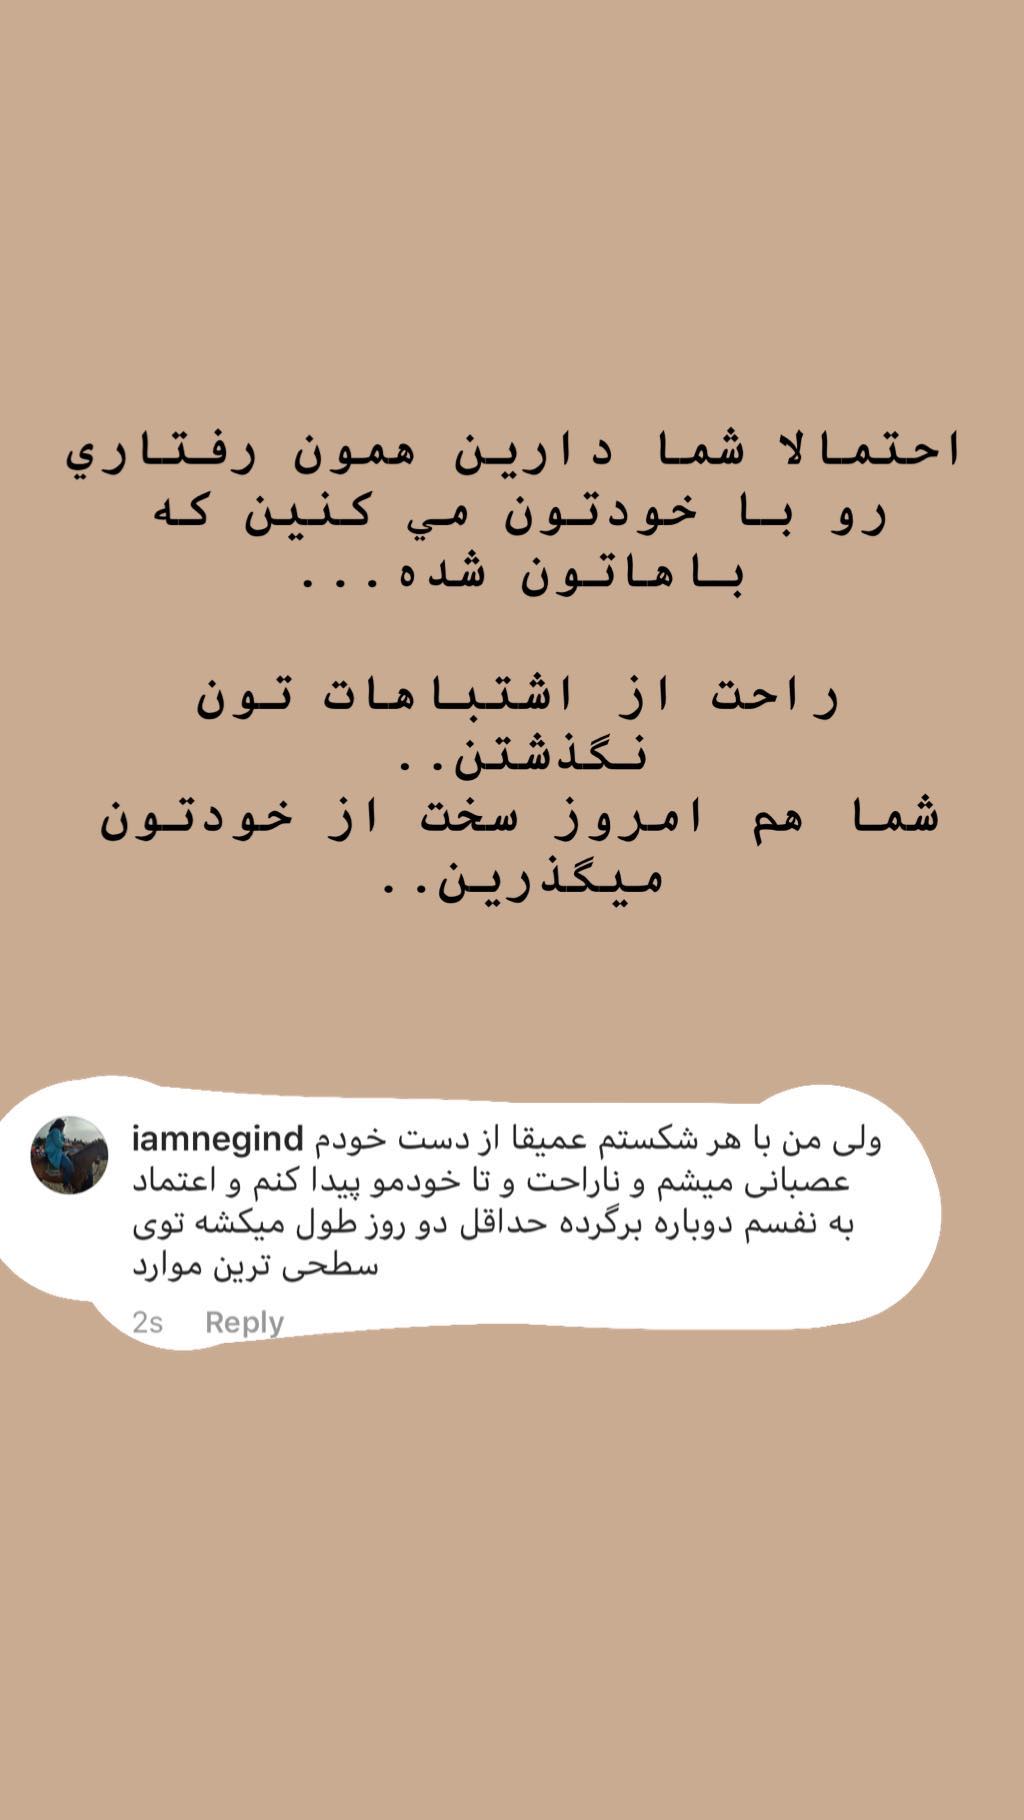 احتمالا شما دارين همون رفتاري
رو با خودتون مي كنين كه
باهاتون شده...
راحت از اشتباهات تون
نگذشتن..
شما هم امروز سخت از خودتون
ميگذرين..
iamnegind ولی من با هر شکستم عمیقا از دست خودم
عصبانی میشم و ناراحت و تا خودمو پیدا کنم و اعتماد
به نفسم دوباره برگرده حداقل دو روز طول میکشه توی
سطحی ترین موارد
2s Reply